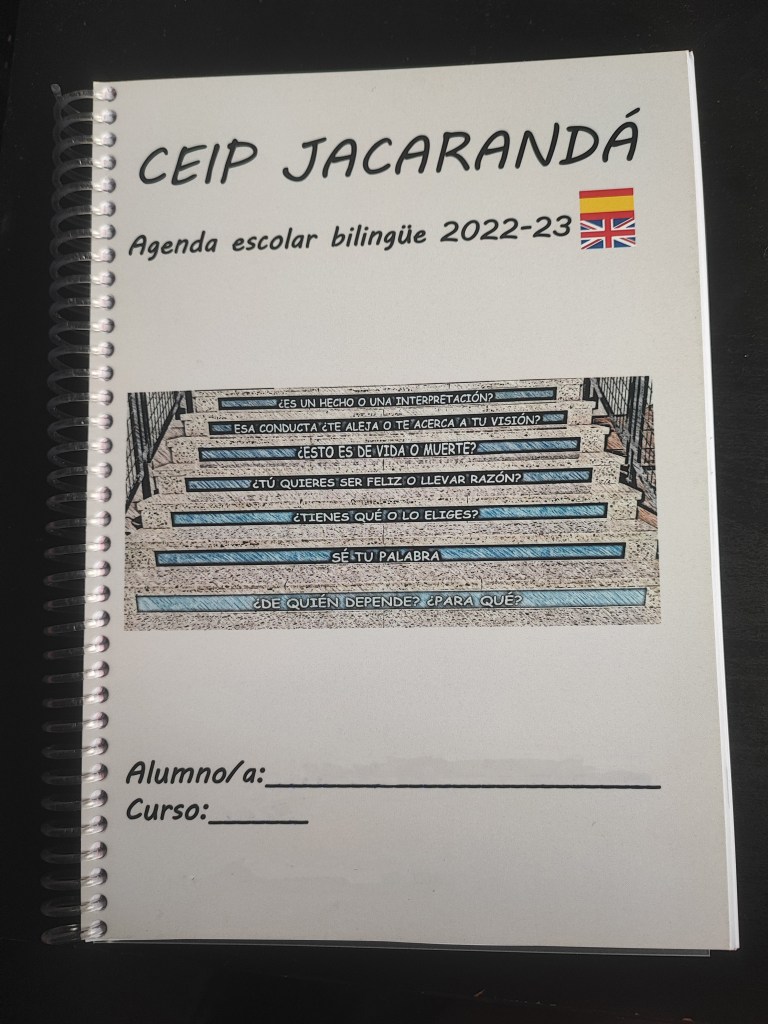 CEIP JACARANDÁ
Agenda escolar bilingüe 2022-23
¿ES UN HECHO O UNA INTERPRETACIÓN?
ESA CONDUCTA ¿TE ALEJA O TE ACERCA A TU VISIÓN?
¿ESTO ES DE VIDA O MUERTE?
¿TÚ QUIERES SER FELIZ O LLEVAR RAZÓN?
¿TIENES QUÉ O LO ELIGES?
SÉ TU PALABRA
¿DE QUIÉN DEPENDE? ¿PARA QUÉ?
Alumno/a:
Curso: